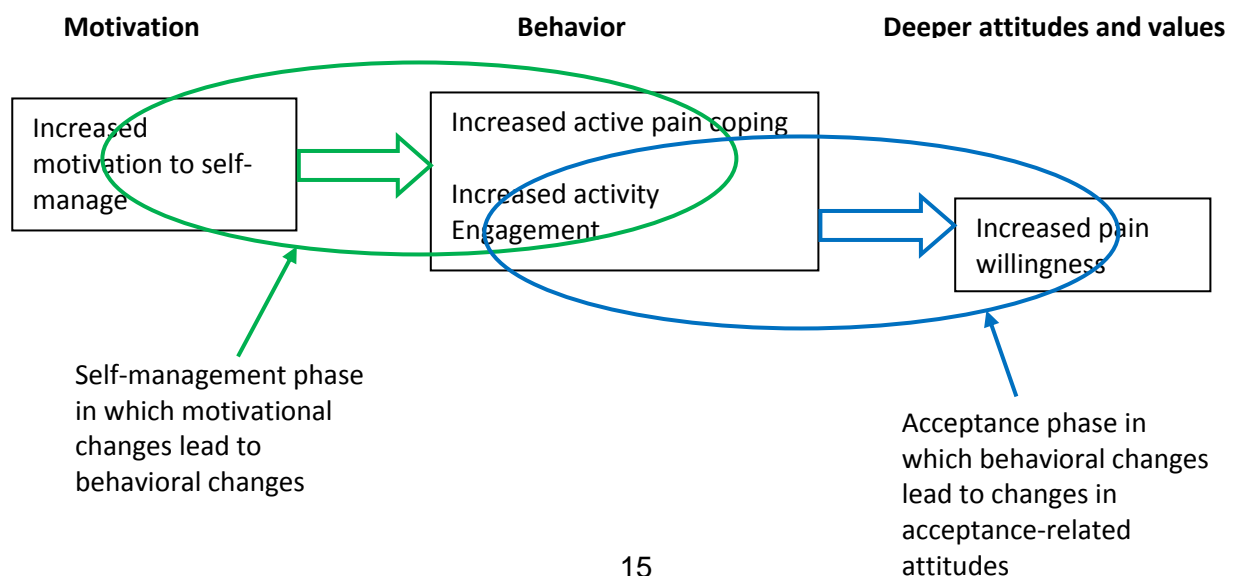 Motivation
Behavior
Deeper attitudes and values
Increased
motivation to self-
manage
Increased active pain coping
Increased activity
Engagement
Increased pain
willingness
Self-management phase
in which motivational
changes lead to
behavioral changes
Acceptance phase in
which behavioral changes
lead to changes in
acceptance-related
attitudes
15